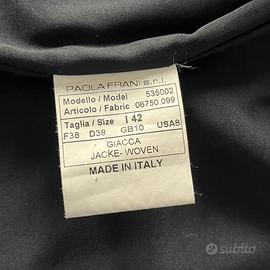 PAOLA FRANI s.r.l.
Modello / Model 535002
Articolo / Fabric 06750.099
Taglia / Size I 42
F38 D38 GB10 USA8
GIACCA
JACKE- WOVEN
MADE IN ITALY
subito